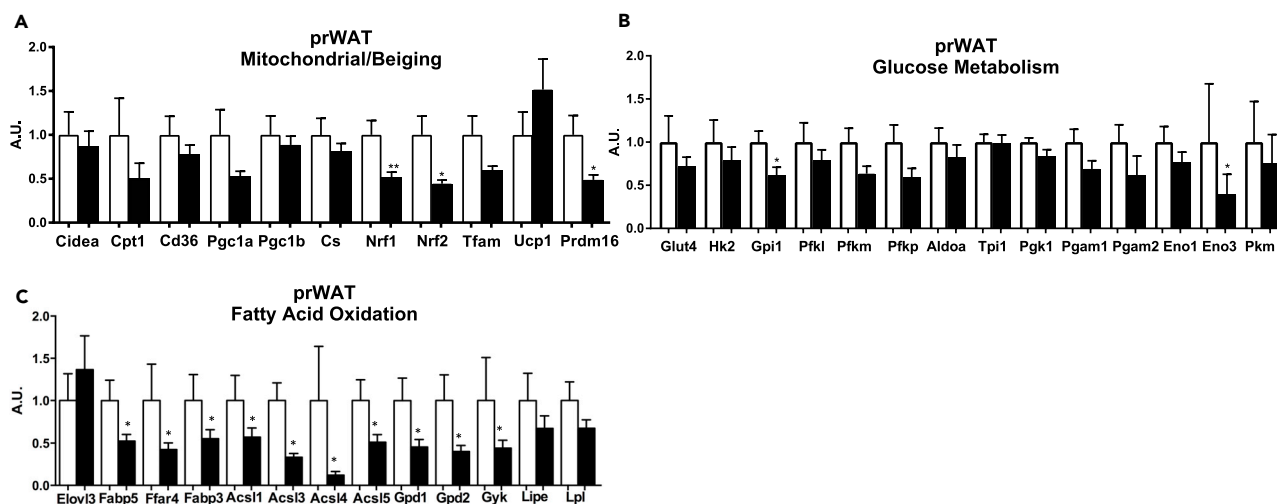 A
prWAT
Mitochondrial/Beiging
A.U.
2.0
1.5
1.0
0.5
0.0
** * *
Cidea Cpt1 Cd36 Pgc1a Pgc1b Cs Nrf1 Nrf2 Tfam Ucp1 Prdm16
B
prWAT
Glucose Metabolism
A.U.
2.0
1.5
1.0
0.5
0.0
* *
Glut4 Hk2 Gpi1 Pfkl Pfkm Pfkp Aldoa Tpi1 Pgk1 Pgam1 Pgam2 Eno1 Eno3 Pkm
C
prWAT
Fatty Acid Oxidation
A.U.
2.0
1.5
1.0
0.5
0.0
* * * * * * * * * *
Elovl3 Fabp5 Ffar4 Fabp3 Acsl1 Acsl3 Acsl4 Acsl5 Gpd1 Gpd2 Gyk Lipe Lpl